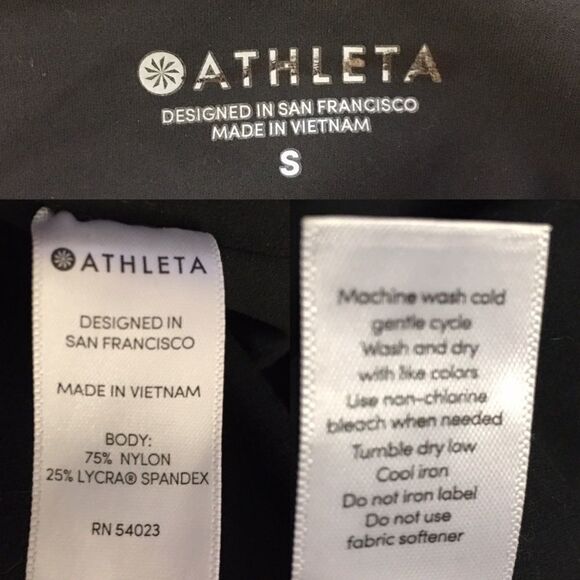 ATHLETA
DESIGNED IN SAN FRANCISCO
MADE IN VIETNAM
S
ATHLETA
DESIGNED IN
SAN FRANCISCO
MADE IN VIETNAM
BODY:
75% NYLON
25% LYCRA® SPANDEX
RN 54023
Machine wash cold
gentle cycle
Wash and dry
with like colors
Use non-chlorine
bleach when needed
Tumble dry low
Cool iron
Do not iron label
Do not use
fabric softener